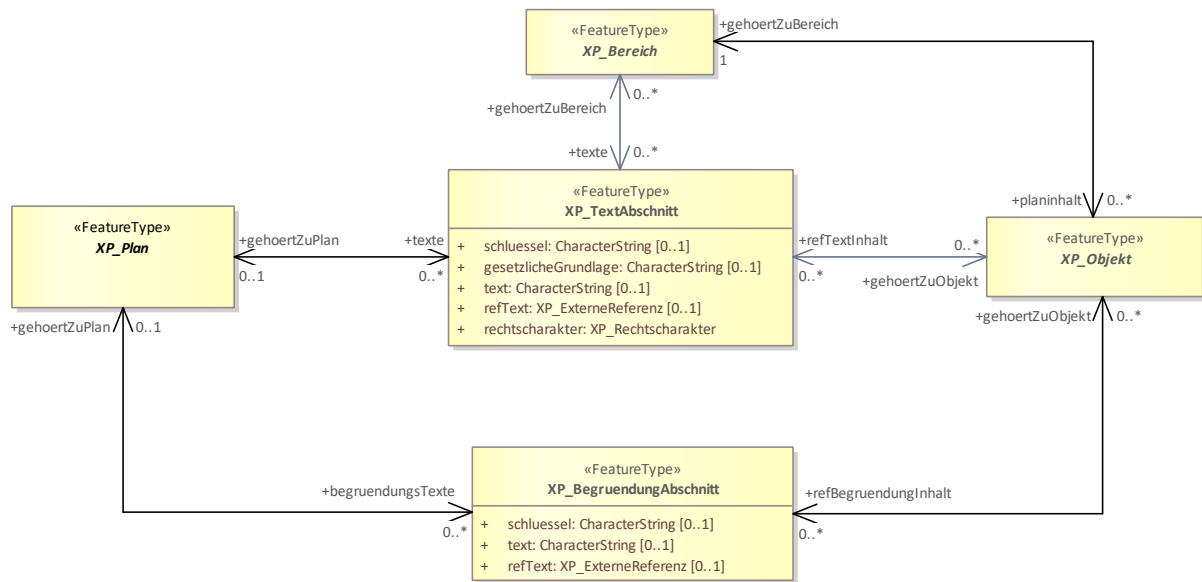 «FeatureType»
XP_Bereich
+gehoertZuBereich
1
0..*
+gehoertZuBereich
+texte
0..*
«FeatureType»
XP_TextAbschnitt
+ schluessel: CharacterString [0..1]
+ gesetzlicheGrundlage: CharacterString [0..1]
+ text: CharacterString [0..1]
+ refText: XP_ExterneReferenz [0..1]
+ rechtscharakter: XP_Rechtscharakter
«FeatureType»
XP_Plan
+gehoertZuPlan
0..1
+texte
0..*
+planinhalt
0..*
«FeatureType»
XP_Objekt
+refTextInhalt
0..*
0..*
+gehoertZuObjekt
+gehoertZuPlan
0..1
+gehoertZuObjekt
0..*
+begruendungsTexte
0..*
«FeatureType»
XP_BegruendungAbschnitt
+ schluessel: CharacterString [0..1]
+ text: CharacterString [0..1]
+ refText: XP_ExterneReferenz [0..1]
+refBegruendungInhalt
0..*